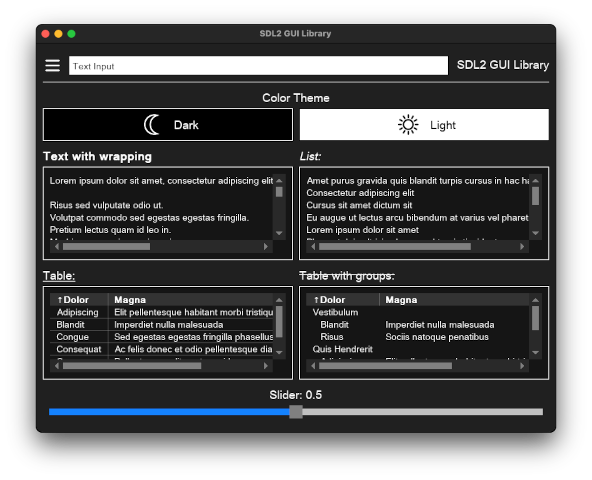 SDL2 GUI Library
Text Input
SDL2 GUI Library
Color Theme
Dark
Light
Text with wrapping
Lorem ipsum dolor sit amet, consectetur adipiscing elit
Risus sed vulputate odio ut.
Volutpat commodo sed egestas egestas fringilla.
Pretium lectus quam id leo in.
List:
Amet purus gravida quis blandit turpis cursus in hac ha
Consectetur adipiscing elit
Cursus sit amet dictum sit
Eu augue ut lectus arcu bibendum at varius vel pharet
Lorem ipsum dolor sit amet
Table:
↑Dolor Magna
Adipiscing Elit pellentesque habitant morbi tristiqu
Blandit Imperdiet nulla malesuada
Congue Sed egestas egestas fringilla phasellus
Consequat Ac felis donec et odio pellentesque dia
Table with groups:
↑Dolor Magna
Vestibulum
Blandit Imperdiet nulla malesuada
Risus Sociis natoque penatibus
Quis Hendrerit
Slider: 0.5